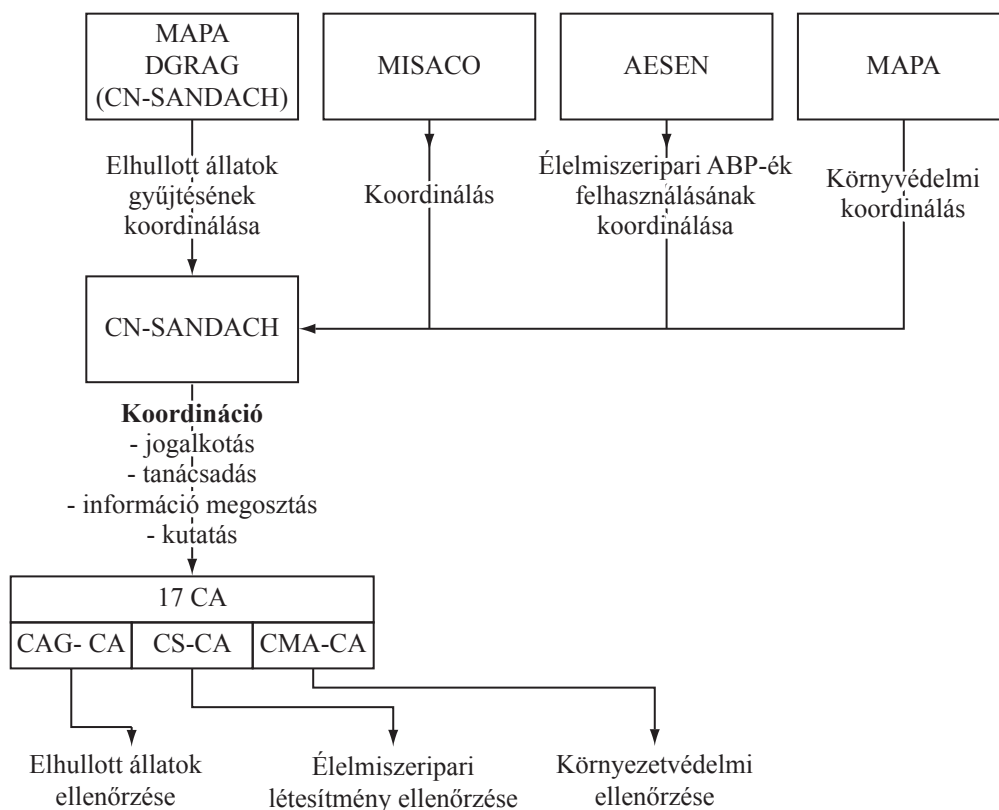 MAPA
DGRAG
(CN-SANDACH)
MISACO
AESEN
MAPA
Elhullott állatok
gyűjtésének
koordinálása
Koordinálás
Élelmiszeripari ABP-ék
felhasználásának
koordinálása
Környvédelmi
koordinálás
CN-SANDACH
Koordináció
- jogalkotás
- tanácsadás
- információ megosztás
- kutatás
17 CA
CAG- CA
CS-CA
CMA-CA
Elhullott állatok
ellenőrzése
Élelmiszeripari
létesítmény ellenőrzése
Környezetvédelmi
ellenőrzése